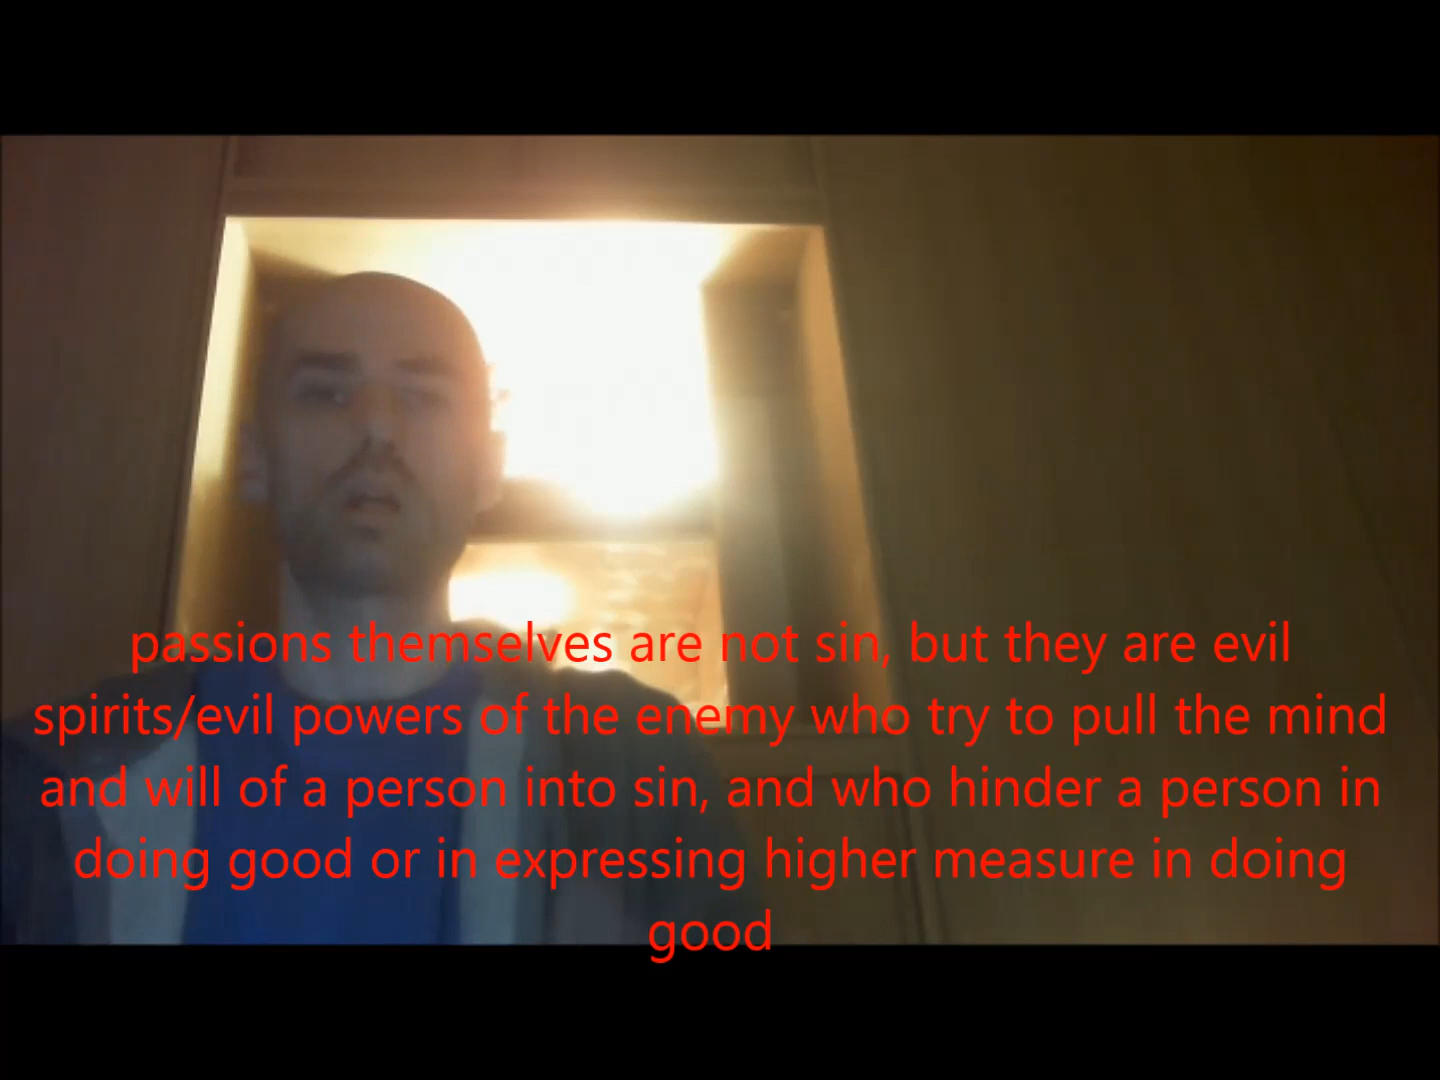 passions themselves are not sin, but they are evil
spirits/evil powers of the enemy who try to pull the mind
and will of a person into sin, and who hinder a person in
doing good or in expressing higher measure in doing
good